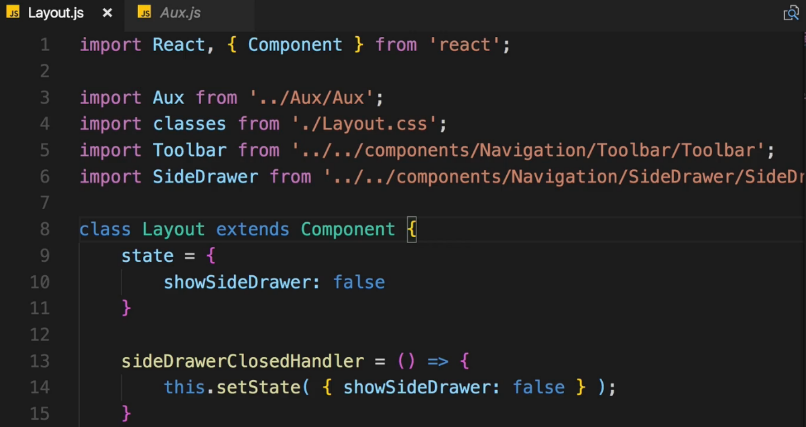 Layout.js × Aux.js
1 import React, { Component } from 'react';
2
3 import Aux from '../Aux/Aux';
4 import classes from './Layout.css';
5 import Toolbar from '../../components/Navigation/Toolbar/Toolbar';
6 import SideDrawer from '../../components/Navigation/SideDrawer/SideDr
7
8 class Layout extends Component {
9 state = {
10 showSideDrawer: false
11 }
12
13 sideDrawerClosedHandler = () => {
14 this.setState( { showSideDrawer: false } );
15 }